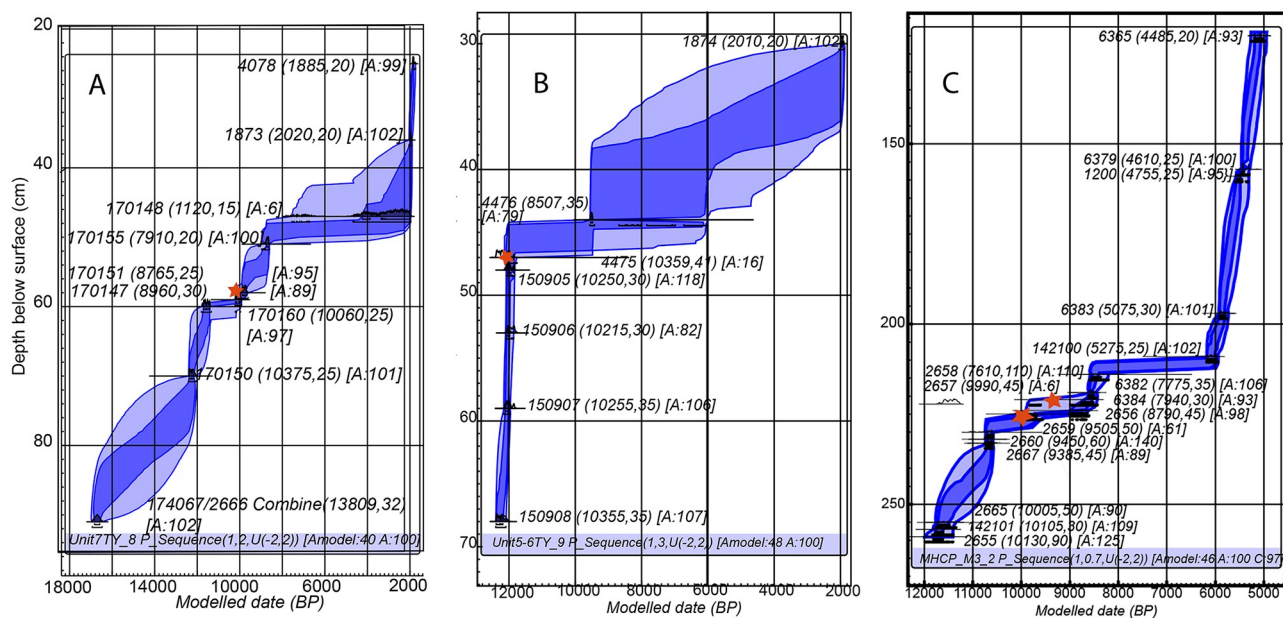 A
20
40
60
80
Depth below surface (cm)
4078 (1885,20) [A:99]
1873 (2020,20) [A:102]
170148 (1120,15) [A:6]
170155 (7910,20) [A:100]
170151 (8765,25) [A:95]
170147 (8960,30) [A:89]
170160 (10060,25)
[A:97]
170150 (10375,25) [A:101]
174067/2666 Combine(13809,32)
[A:102]
Unit7TY_8 P_Sequence(1,2,U(-2,2)) [Amodel:40 A:100]
18000 14000 10000 6000 2000
Modelled date (BP)
B
30
40
50
60
70
1874 (2010,20) [A:102]
4476 (8507,35)
[A:79]
4475 (10359,41) [A:16]
150905 (10250,30) [A:118]
150906 (10215,30) [A:82]
150907 (10255,35) [A:106]
150908 (10355,35) [A:107]
Unit5-6TY_9 P_Sequence(1,3,U(-2,2,) [Amodel:48 A:100]
12000 10000 8000 6000 4000 2000
Modelled date (BP)
C
150
200
250
6365 (4485,20) [A:93]
6379 (4610,25) [A:100]
1200 (4755,25) [A:95]
6383 (5075,30) [A:101]
142100 (5275,25) [A:102]
2658 (7610,110) [A:110]
2657 (9990,45) [A:6]
6382 (7775,35) [A:106]
6384 (7940,30) [A:93]
2656 (8790,45) [A:98]
2659 (9505,50) [A:61]
2660 (9450,60) [A:140]
2667 (9385,45) [A:89]
2665 (10005,50) [A:90]
142101 (10105,30) [A:109]
2655 (10130,90) [A:125]
MHCP_M3_2 P_Sequence(1,0.7,U(-2,2)) [Amodel:46 A:100 C:97]
12000 11000 10000 9000 8000 7000 6000 5000
Modelled date (BP)